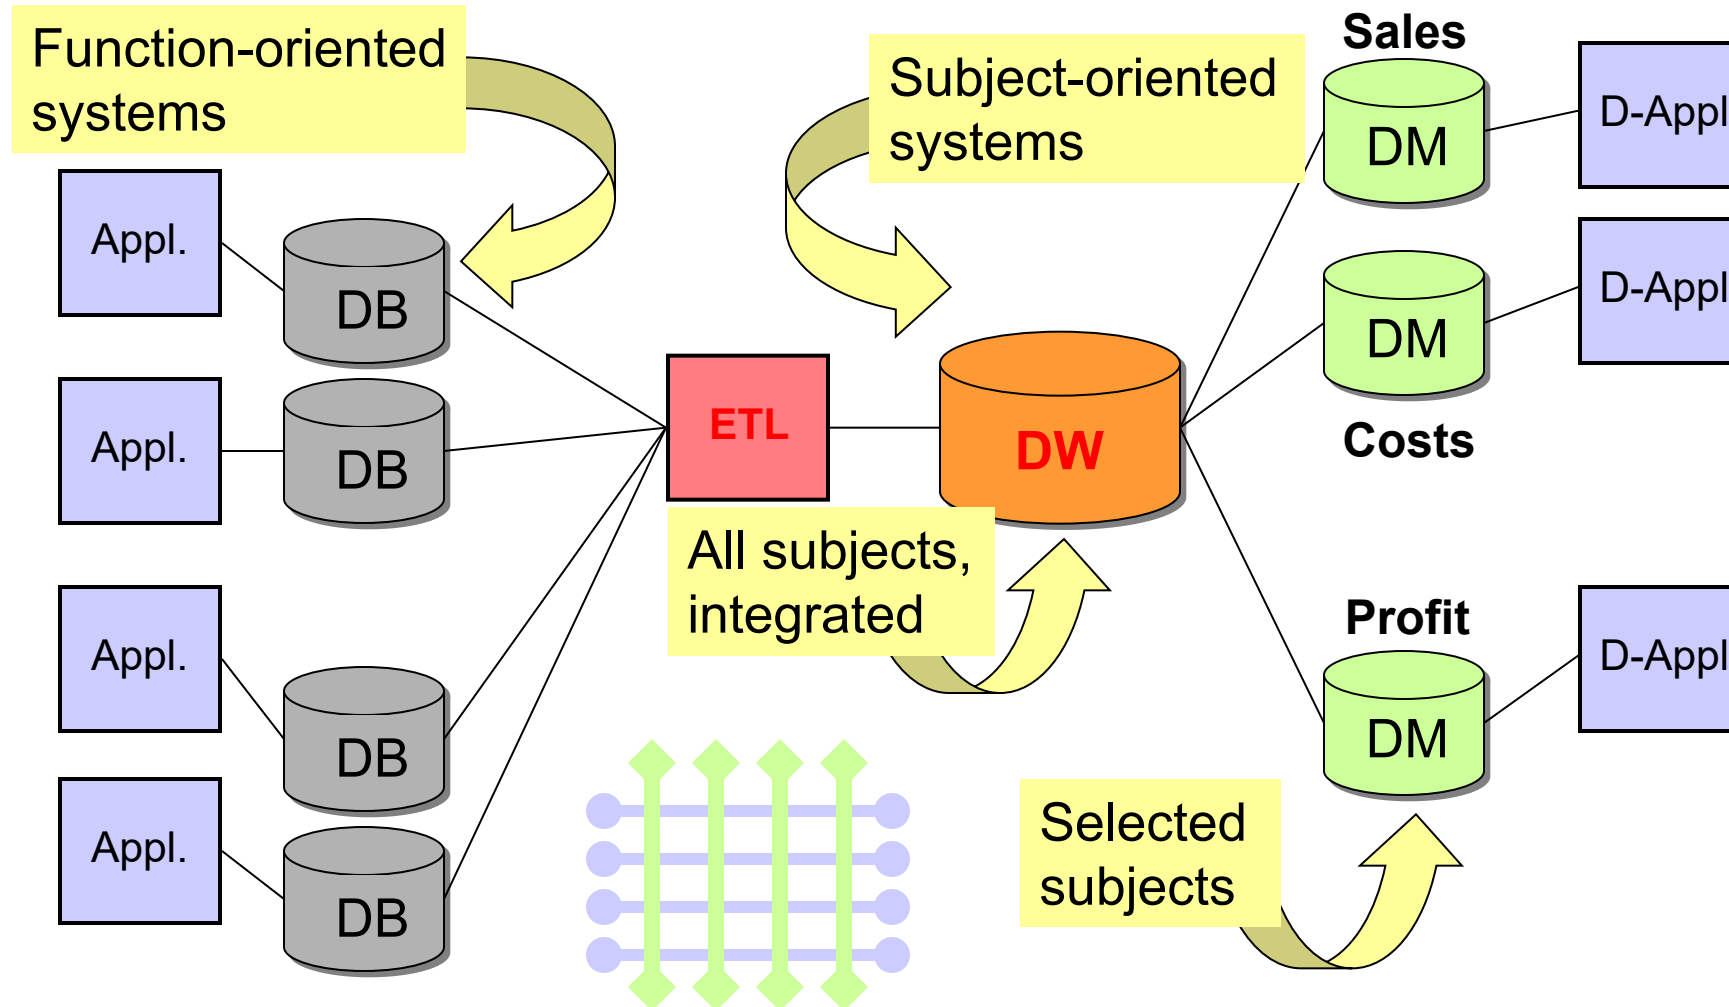 Function-oriented
systems
Subject-oriented
systems
Sales
DM
D-Appl
Appl.
DB
DM
D-Appl
Costs
Appl.
DB
ETL
DW
All subjects,
integrated
Appl.
DB
Profit
DM
D-Appl
Appl.
DB
Selected
subjects